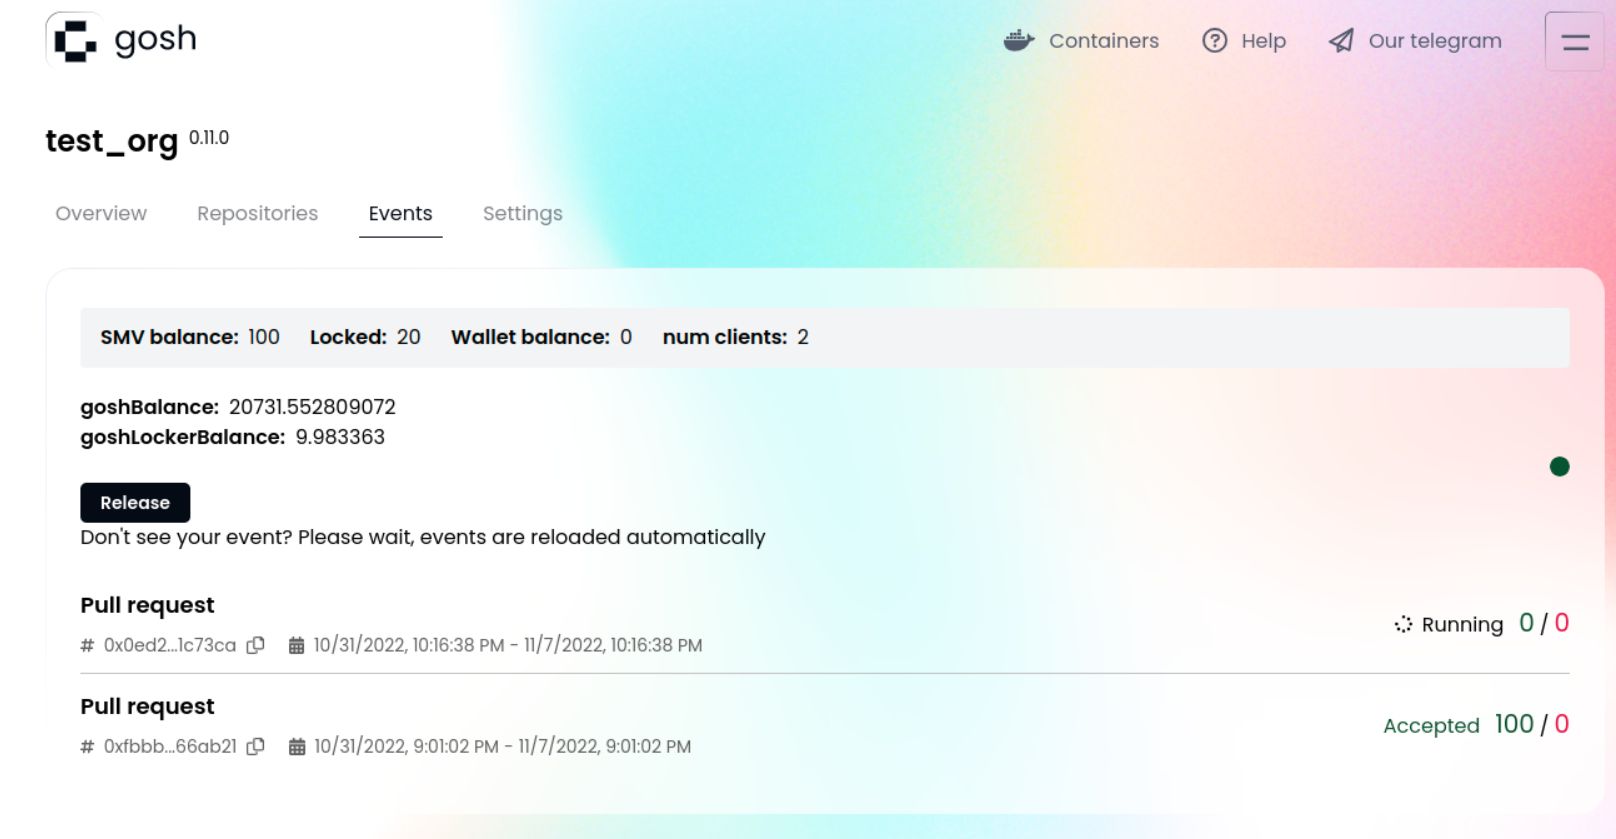 gosh
Containers Help Our telegram
test_org 0.11.0
Overview Repositories Events Settings
SMV balance: 100 Locked: 20 Wallet balance: 0 num clients: 2
goshBalance: 20731.552809072
goshLockerBalance: 9.983363
Release
Don't see your event? Please wait, events are reloaded automatically
Pull request
# 0x0ed2...1c73ca 10/31/2022, 10:16:38 PM - 11/7/2022, 10:16:38 PM
Running 0 / 0
Pull request
# 0xfbbb...66ab21 10/31/2022, 9:01:02 PM - 11/7/2022, 9:01:02 PM
Accepted 100 / 0